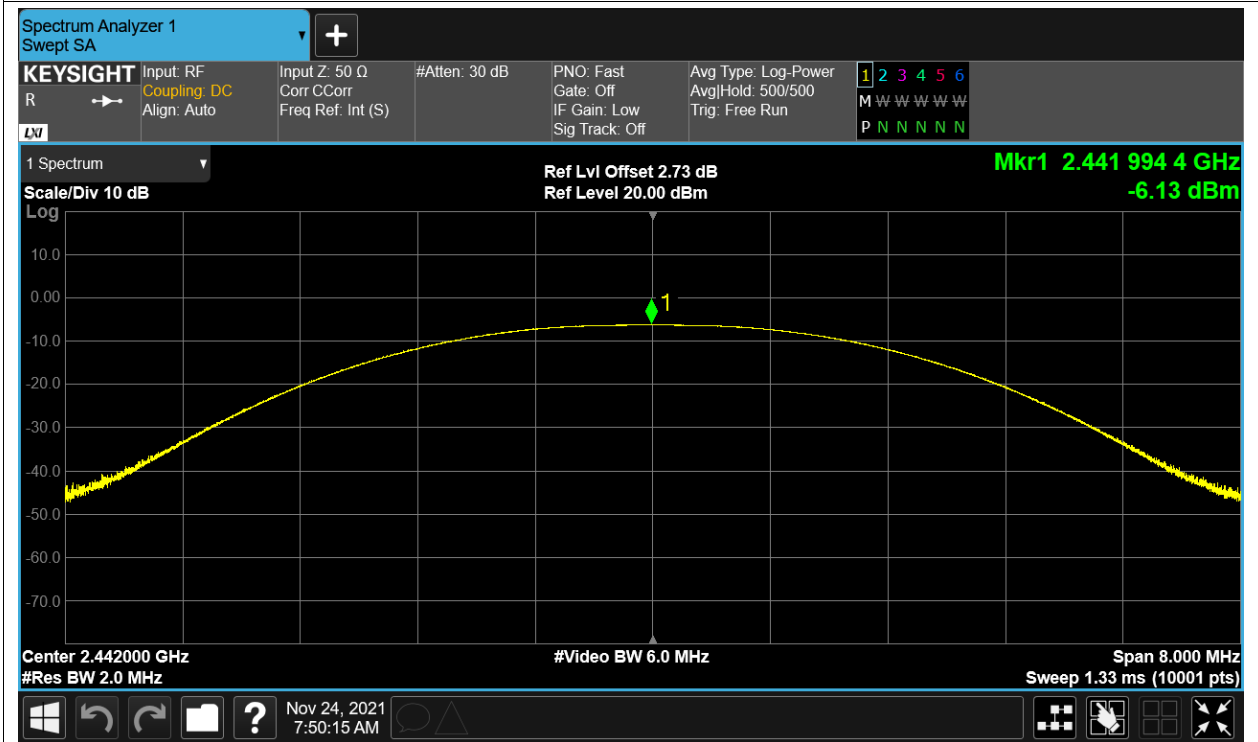 Spectrum Analyzer 1
Swept SA
+
KEYSIGHT
R
LXI
Input: RF
Coupling: DC
Align: Auto
Input Z: 50 Ω
Corr CCorr
Freq Ref: Int (S)
#Atten: 30 dB
PNO: Fast
Gate: Off
IF Gain: Low
Sig Track: Off
Avg Type: Log-Power
Avg|Hold: 500/500
Trig: Free Run
1 2 3 4 5 6
M W W W W W
P N N N N N
1 Spectrum
Scale/Div 10 dB
Log
Ref Lvl Offset 2.73 dB
Ref Level 20.00 dBm
Mkr1 2.441 994 4 GHz
-6.13 dBm
10.0
0.00
1
-10.0
-20.0
-30.0
-40.0
-50.0
-60.0
-70.0
Center 2.442000 GHz
#Res BW 2.0 MHz
#Video BW 6.0 MHz
Span 8.000 MHz
Sweep 1.33 ms (10001 pts)
?
Nov 24, 2021
7:50:15 AM